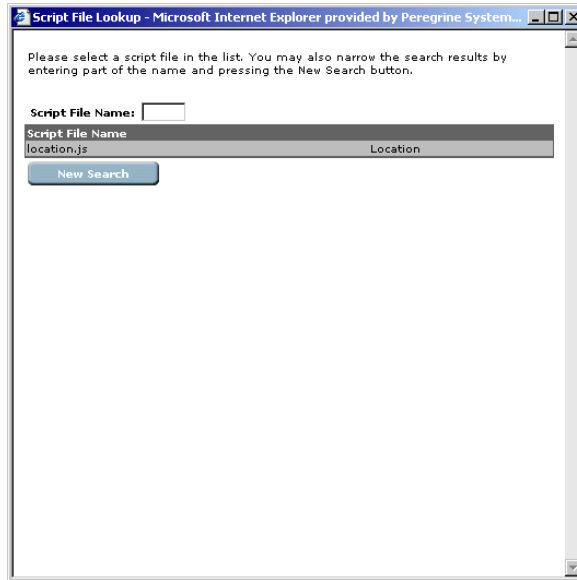 Script File Lookup - Microsoft Internet Explorer provided by Peregrine System...
Please select a script file in the list. You may also narrow the search results by
entering part of the name and pressing the New Search button.
Script File Name:
Script File Name
location.js Location
New Search